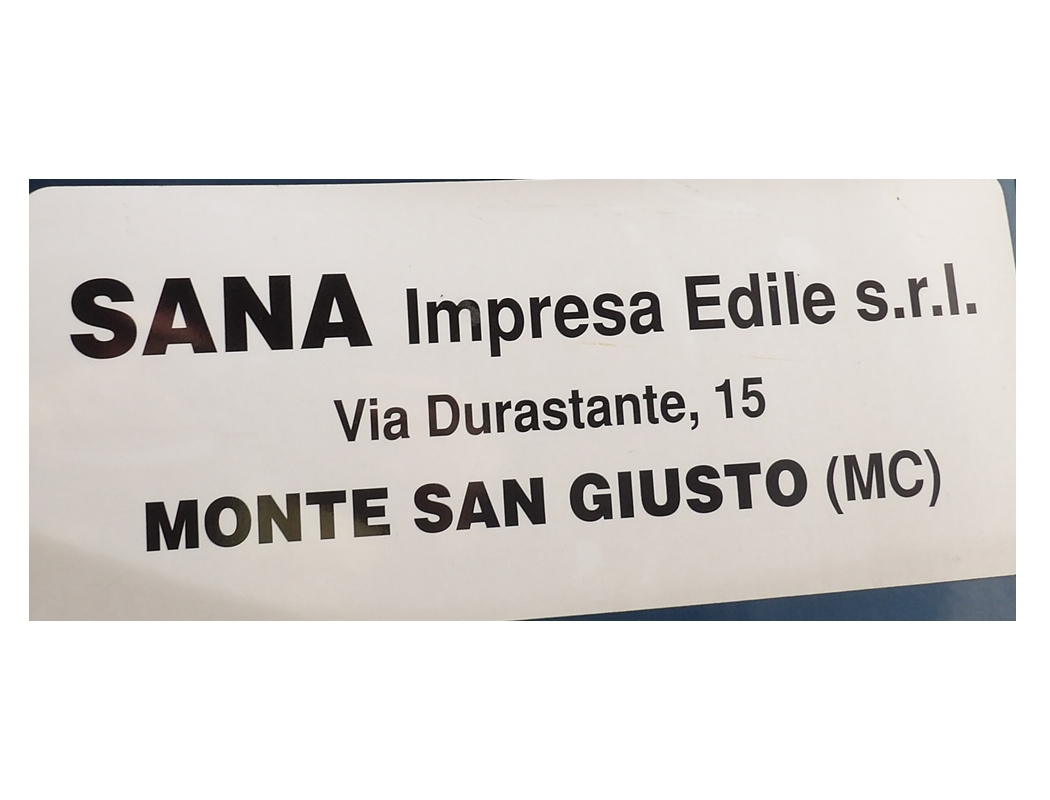 SANA Impresa Edile s.r.l.
Via Durastante, 15
MONTE SAN GIUSTO (MC)